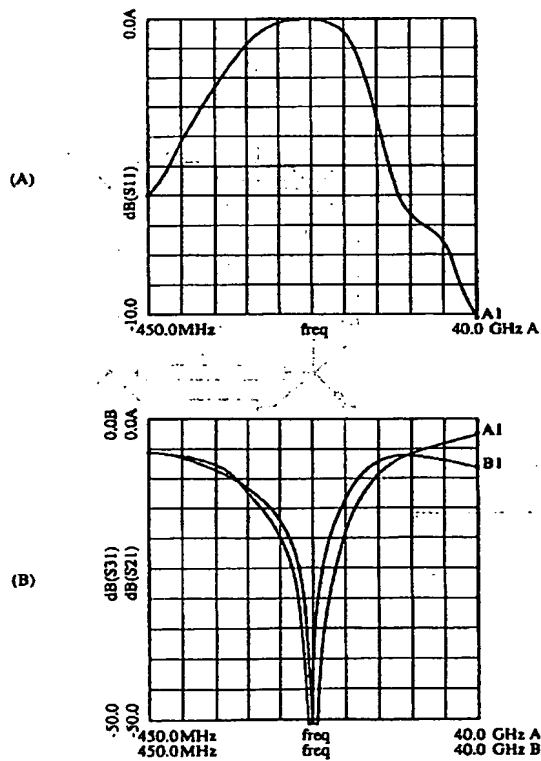 0.0A
(A)
dB(S11)
-10.0
A1
450.0MHz freq 40.0 GHz A
0.0B
0.0A
A1
B1
(B)
dB(S31)
dB(S21)
-50.0
-50.0
450.0MHz freq 40.0 GHz A
450.0MHz freq 40.0 GHz B